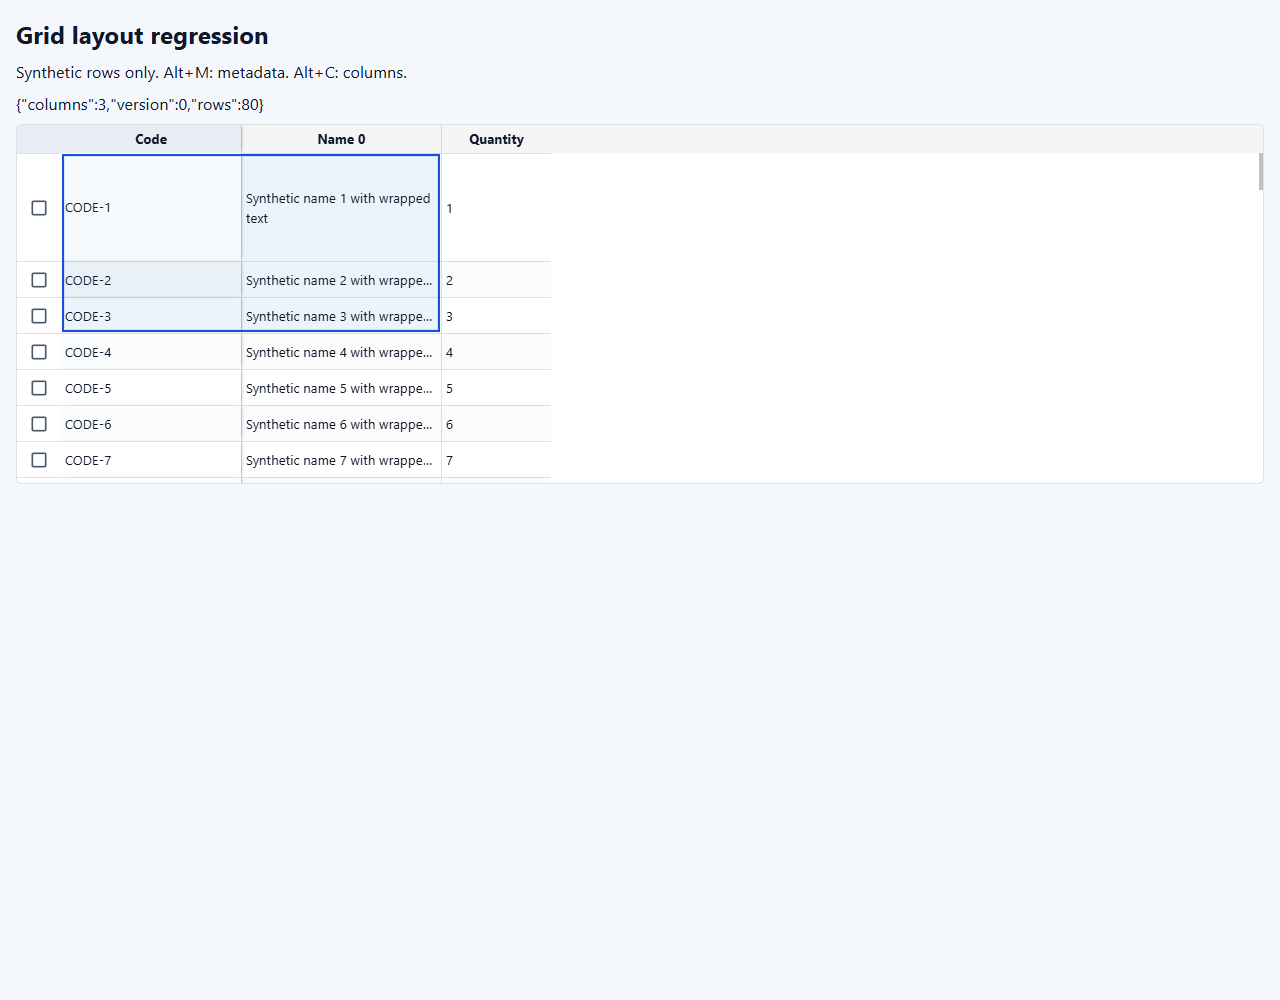 Grid layout regression
Synthetic rows only. Alt+M: metadata. Alt+C: columns.
{"columns":3,"version":0,"rows":80}
Code Name 0 Quantity
CODE-1 Synthetic name 1 with wrapped text 1
CODE-2 Synthetic name 2 with wrappe... 2
CODE-3 Synthetic name 3 with wrappe... 3
CODE-4 Synthetic name 4 with wrappe... 4
CODE-5 Synthetic name 5 with wrappe... 5
CODE-6 Synthetic name 6 with wrappe... 6
CODE-7 Synthetic name 7 with wrappe... 7